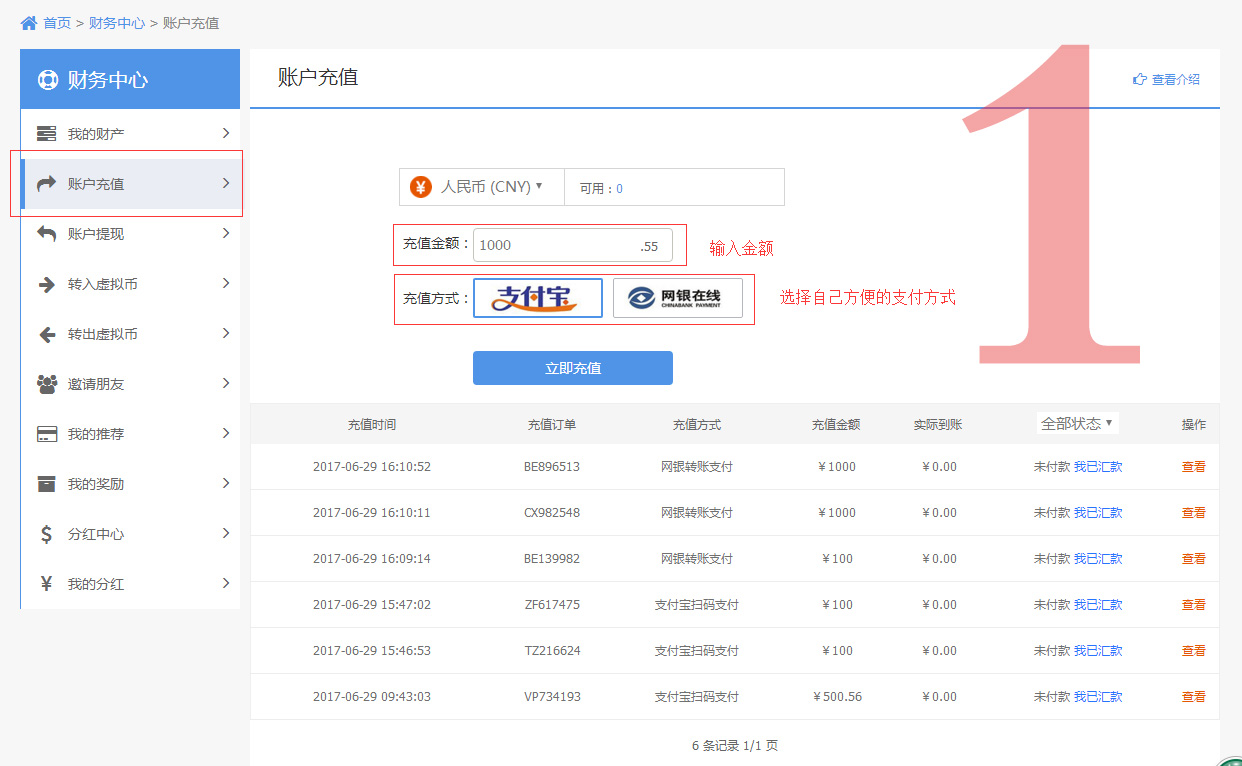 首页 > 财务中心 > 账户充值
财务中心
我的财产
账户充值
账户提现
转入虚拟币
转出虚拟币
邀请朋友
我的推荐
我的奖励
分红中心
我的分红
账户充值
查看介绍
1
人民币 (CNY) ▼ 可用：0
充值金额： 1000 .55 输入金额
充值方式： 支付宝 网银在线 CHINABANK PAYMENT 选择自己方便的支付方式
立即充值
充值时间 充值订单 充值方式 充值金额 实际到账 全部状态 ▼ 操作
2017-06-29 16:10:52 BE896513 网银转账支付 ￥1000 ￥0.00 未付款 我已汇款 查看
2017-06-29 16:10:11 CX982548 网银转账支付 ￥1000 ￥0.00 未付款 我已汇款 查看
2017-06-29 16:09:14 BE139982 网银转账支付 ￥100 ￥0.00 未付款 我已汇款 查看
2017-06-29 15:47:02 ZF617475 支付宝扫码支付 ￥100 ￥0.00 未付款 我已汇款 查看
2017-06-29 15:46:53 TZ216624 支付宝扫码支付 ￥100 ￥0.00 未付款 我已汇款 查看
2017-06-29 09:43:03 VP734193 支付宝扫码支付 ￥500.56 ￥0.00 未付款 我已汇款 查看
6 条记录 1/1 页